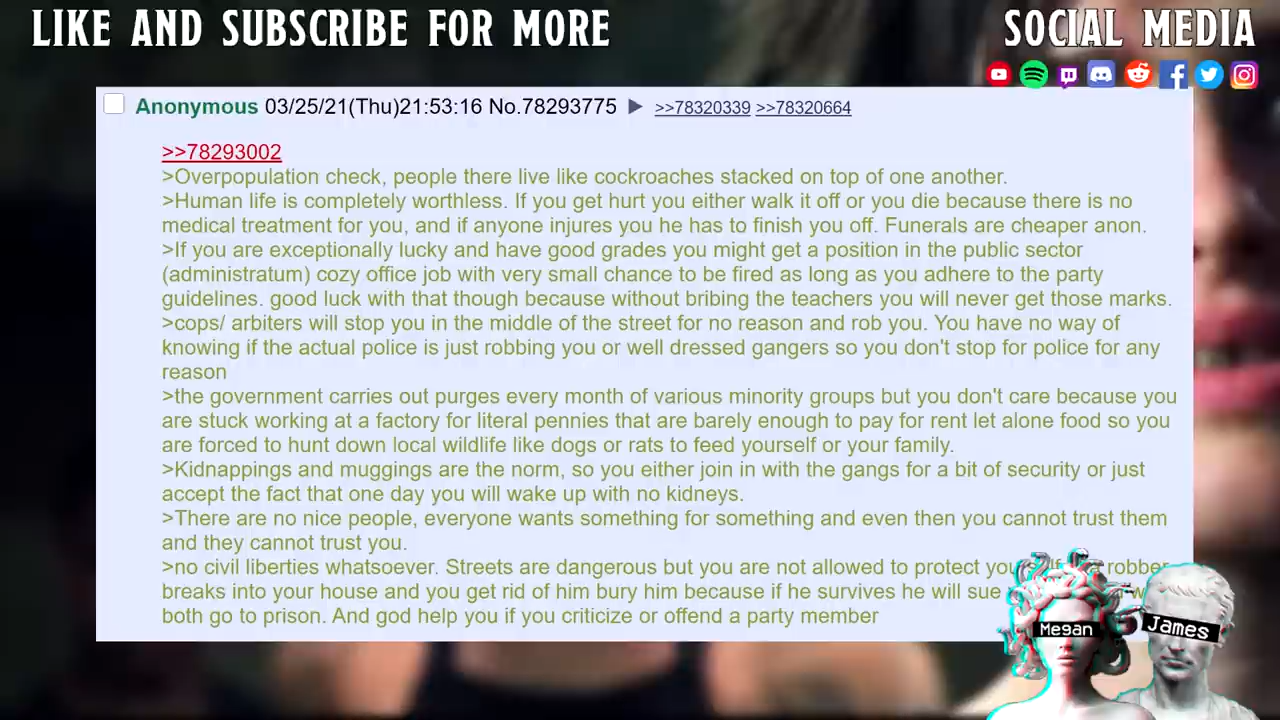 LIKE AND SUBSCRIBE FOR MORE
SOCIAL MEDIA
Anonymous 03/25/21(Thu)21:53:16 No.78293775 ▶ >>78320339 >>78320664
>>78293002
>Overpopulation check, people there live like cockroaches stacked on top of one another.
>Human life is completely worthless. If you get hurt you either walk it off or you die because there is no
medical treatment for you, and if anyone injures you he has to finish you off. Funerals are cheaper anon.
>If you are exceptionally lucky and have good grades you might get a position in the public sector
(administratum) cozy office job with very small chance to be fired as long as you adhere to the party
guidelines. good luck with that though because without bribing the teachers you will never get those marks.
>cops/ arbiters will stop you in the middle of the street for no reason and rob you. You have no way of
knowing if the actual police is just robbing you or well dressed gangers so you don't stop for police for any
reason
>the government carries out purges every month of various minority groups but you don't care because you
are stuck working at a factory for literal pennies that are barely enough to pay for rent let alone food so you
are forced to hunt down local wildlife like dogs or rats to feed yourself or your family.
>Kidnappings and muggings are the norm, so you either join in with the gangs for a bit of security or just
accept the fact that one day you will wake up with no kidneys.
>There are no nice people, everyone wants something for something and even then you cannot trust them
and they cannot trust you.
>no civil liberties whatsoever. Streets are dangerous but you are not allowed to protect robber
breaks into your house and you get rid of him bury him because if he survives he will sue
both go to prison. And god help you if you criticize or offend a party member
Megan
James